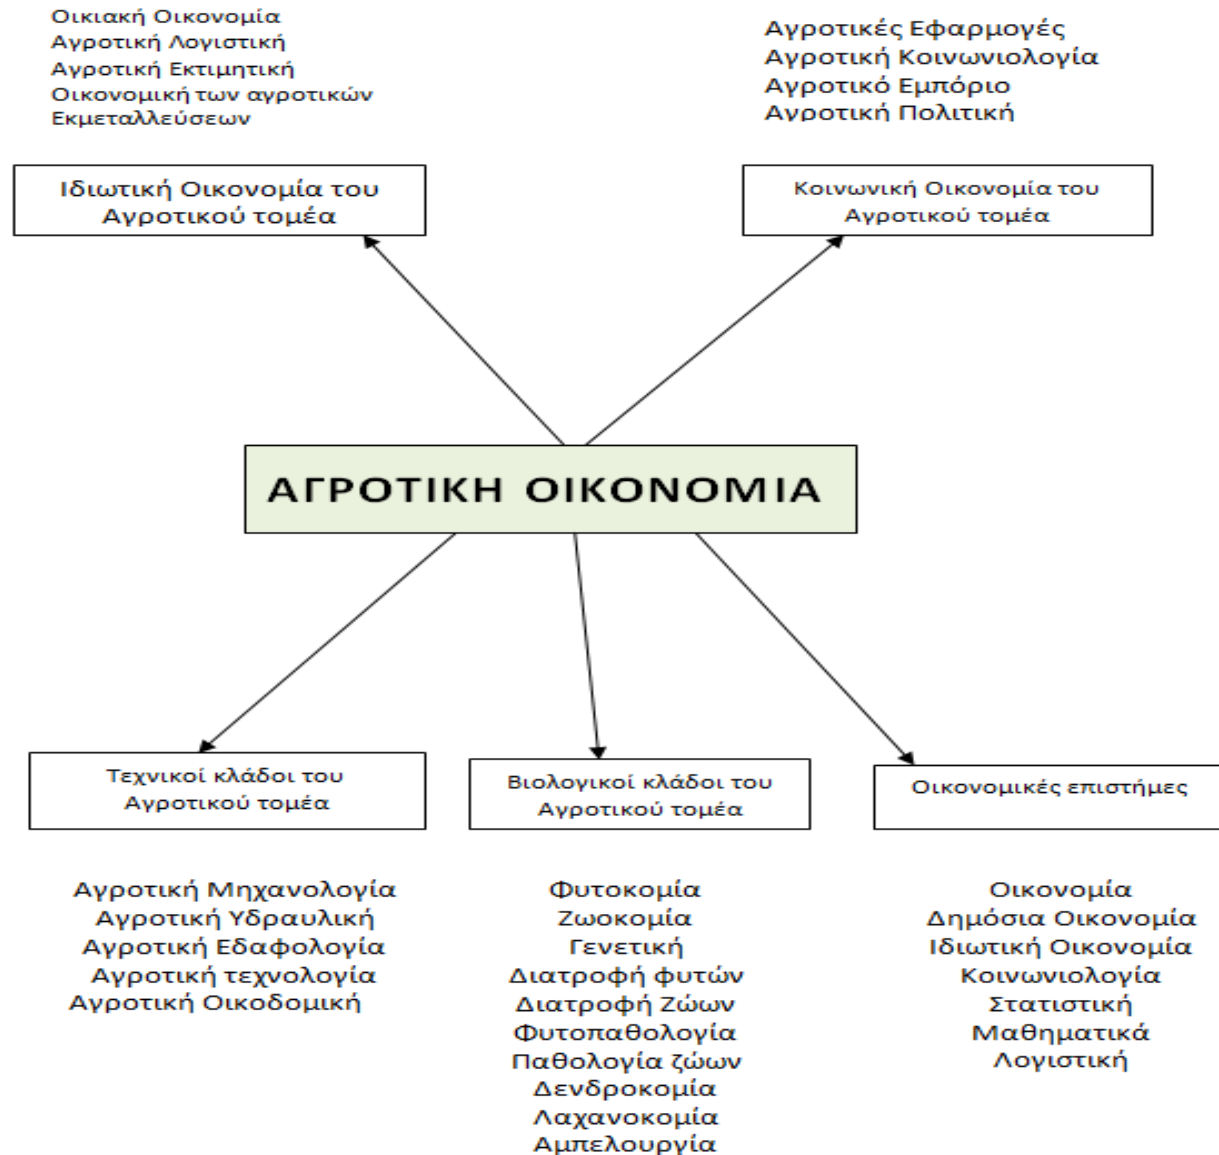 Οικιακή Οικονομία
Αγροτική Λογιστική
Αγροτική Εκτιμητική
Οικονομική των αγροτικών
Εκμεταλλεύσεων
Αγροτικές Εφαρμογές
Αγροτική Κοινωνιολογία
Αγροτικό Εμπόριο
Αγροτική Πολιτική
Ιδιωτική Οικονομία του
Αγροτικού τομέα
Κοινωνική Οικονομία του
Αγροτικού τομέα
ΑΓΡΟΤΙΚΗ ΟΙΚΟΝΟΜΙΑ
Τεχνικοί κλάδοι του
Αγροτικού τομέα
Βιολογικοί κλάδοι του
Αγροτικού τομέα
Οικονομικές επιστήμες
Αγροτική Μηχανολογία
Αγροτική Υδραυλική
Αγροτική Εδαφολογία
Αγροτική τεχνολογία
Αγροτική Οικοδομική
Φυτοκομία
Ζωοκομία
Γενετική
Διατροφή φυτών
Διατροφή Ζώων
Φυτοπαθολογία
Παθολογία ζώων
Δενδροκομία
Λαχανοκομία
Αμπελουργία
Οικονομία
Δημόσια Οικονομία
Ιδιωτική Οικονομία
Κοινωνιολογία
Στατιστική
Μαθηματικά
Λογιστική